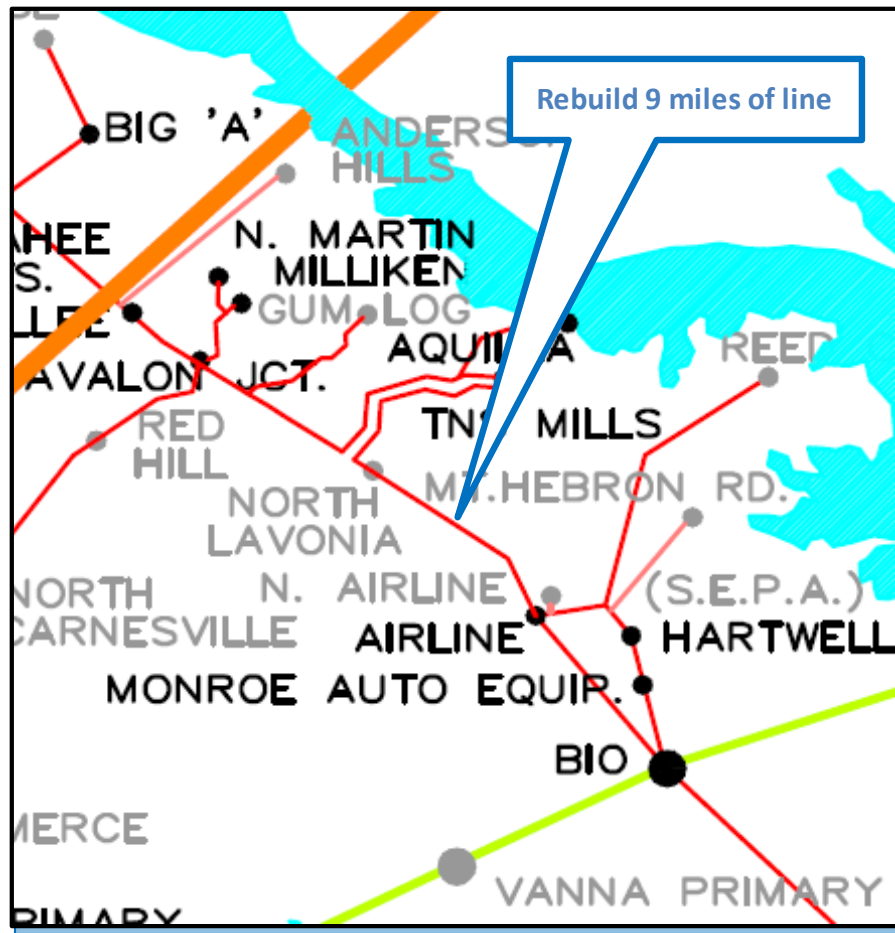 Rebuild 9 miles of line
BIG 'A'
HILLS
N. MARTIN
MILLIKEN
GUM LOG
REED
AVALON JCT.
RED
HILL
MILLS
MT.HEBRON RD.
NORTH
LAVONIA
N. AIRLINE
(S.E.P.A.)
NORTH
CARNESVILLE
AIRLINE
HARTWELL
MONROE AUTO EQUIP.
BIO
VANNA PRIMARY